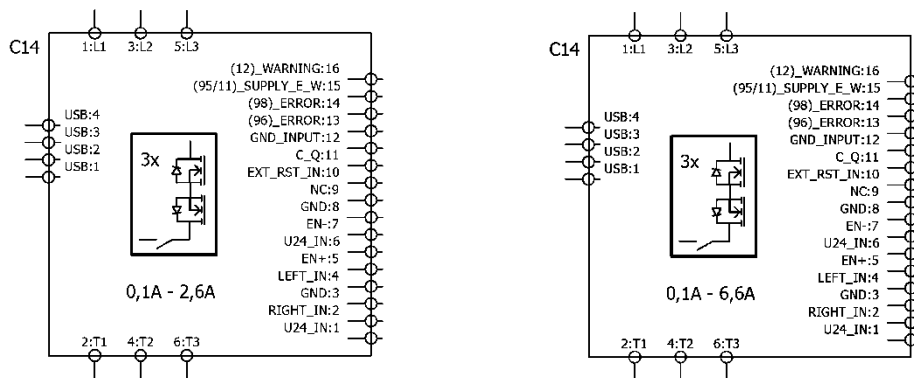 C14
1:L1 3:L2 5:L3
(12)_WARNING:16
(95/11)_SUPPLY_E_W:15
(98)_ERROR:14
(96)_ERROR:13
GND_INPUT:12
C_Q:11
EXT_RST_IN:10
NC:9
GND:8
EN-:7
U24_IN:6
EN+:5
LEFT_IN:4
GND:3
RIGHT_IN:2
U24_IN:1
USB:4
USB:3
USB:2
USB:1
3x
0,1A - 2,6A
2:T1 4:T2 6:T3
C14
1:L1 3:L2 5:L3
(12)_WARNING:16
(95/11)_SUPPLY_E_W:15
(98)_ERROR:14
(96)_ERROR:13
GND_INPUT:12
C_Q:11
EXT_RST_IN:10
NC:9
GND:8
EN-:7
U24_IN:6
EN+:5
LEFT_IN:4
GND:3
RIGHT_IN:2
U24_IN:1
USB:4
USB:3
USB:2
USB:1
3x
0,1A - 6,6A
2:T1 4:T2 6:T3